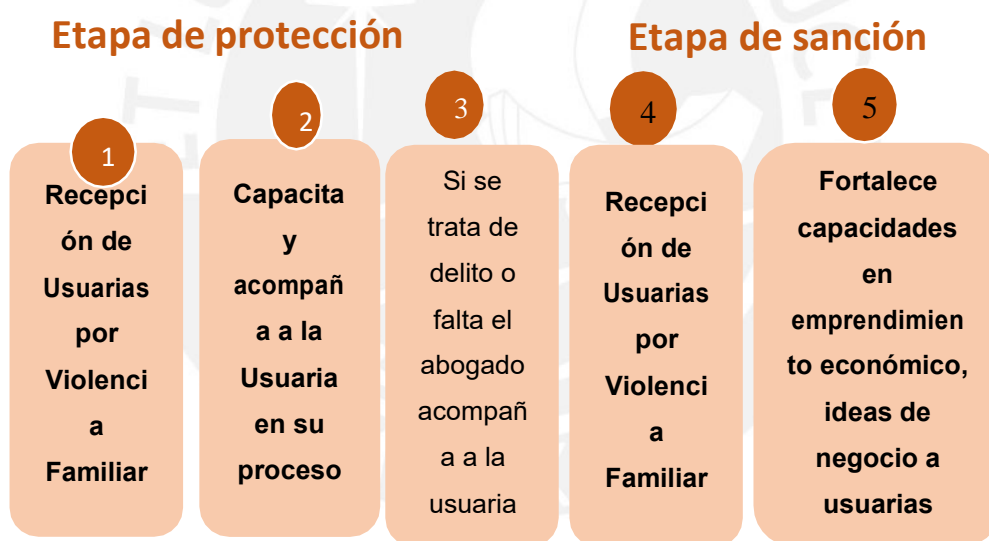 Etapa de protección
Etapa de sanción
1
Recepci
ón de
Usuarias
por
Violenci
a
Familiar
2
Capacita
y
acompañ
a a la
Usuaria
en su
proceso
3
Si se
trata de
delito o
falta el
abogado
acompañ
a a la
usuaria
4
Recepci
ón de
Usuarias
por
Violenci
a
Familiar
5
Fortalece
capacidades
en
emprendimien
to económico,
ideas de
negocio a
usuarias